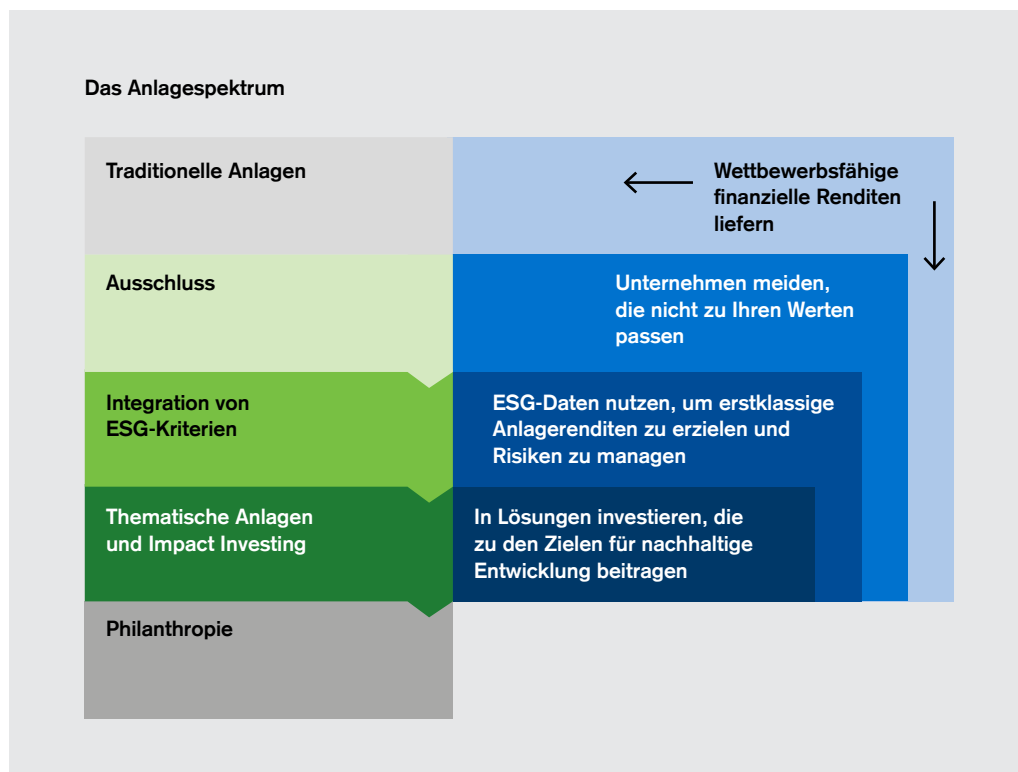 Das Anlagespektrum
Traditionelle Anlagen
Wettbewerbsfähige
finanzielle Renditen
liefern
Ausschluss
Unternehmen meiden,
die nicht zu Ihren Werten
passen
Integration von
ESG-Kriterien
ESG-Daten nutzen, um erstklassige
Anlagerenditen zu erzielen und
Risiken zu managen
Thematische Anlagen
und Impact Investing
In Lösungen investieren, die
zu den Zielen für nachhaltige
Entwicklung beitragen
Philanthropie